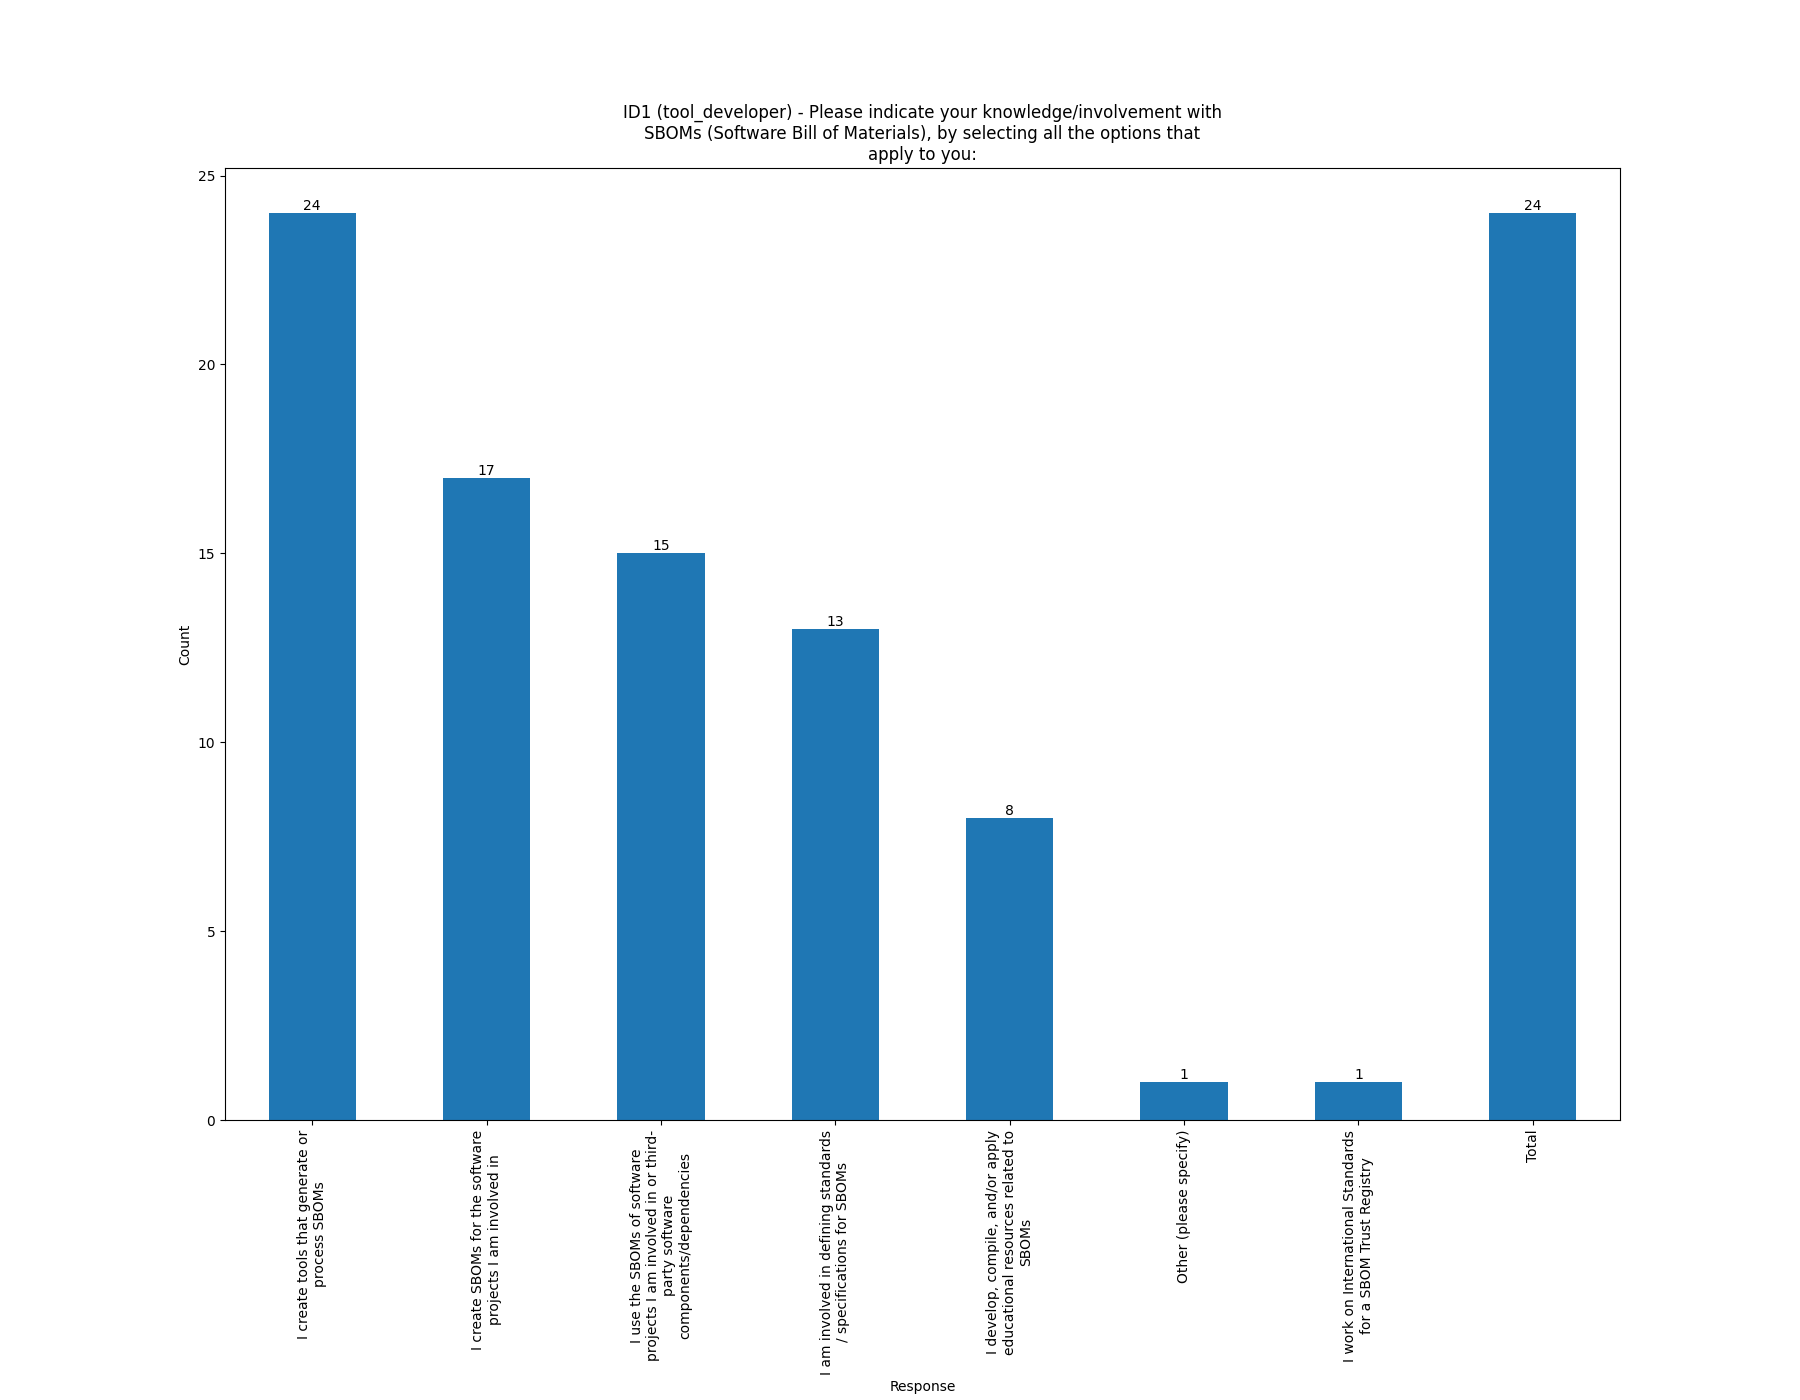 ID1 (tool_developer) - Please indicate your knowledge/involvement with
SBOMs (Software Bill of Materials), by selecting all the options that
apply to you:
25
20
15
10
5
0
Count
24
17
15
13
8
1
1
24
I create tools that generate or
process SBOMs
I create SBOMs for the software
projects I am involved in
I use the SBOMs of software
projects I am involved in or third-
party software
components/dependencies
I am involved in defining standards
/ specifications for SBOMs
I develop, compile, and/or apply
educational resources related to
SBOMs
Other (please specify)
I work on International Standards
for a SBOM Trust Registry
Total
Response